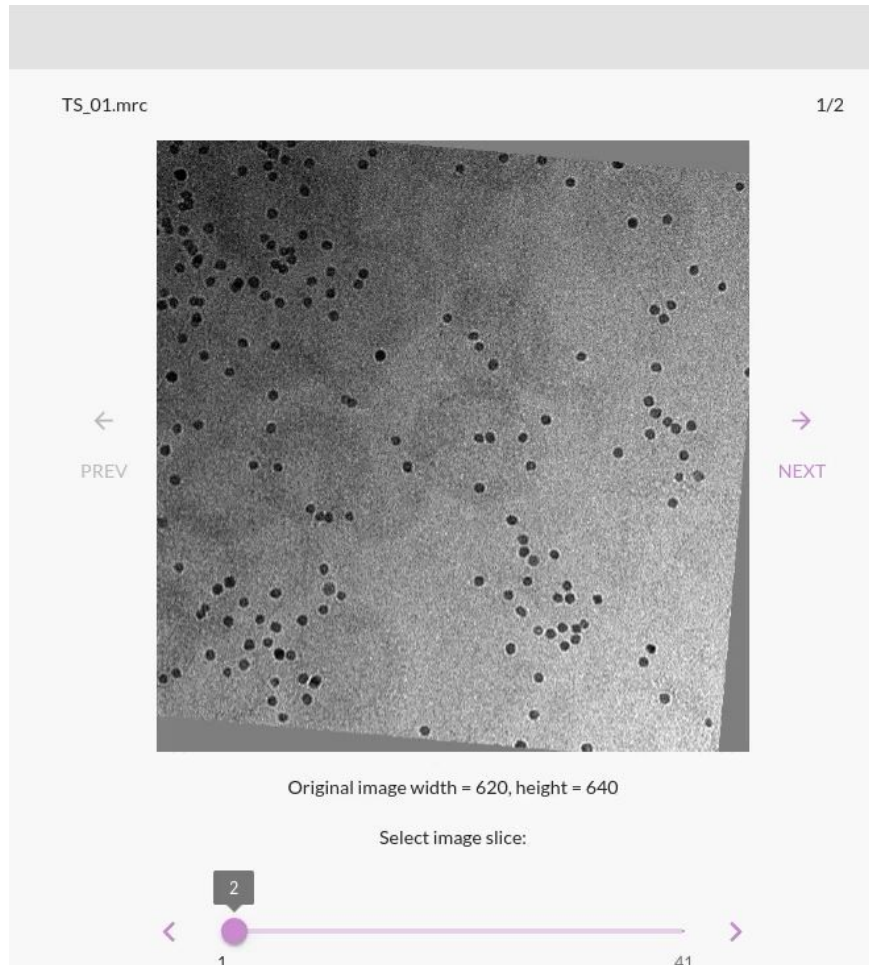 TS_01.mrc 1/2
PREV NEXT
Original image width = 620, height = 640
Select image slice:
2
1 41